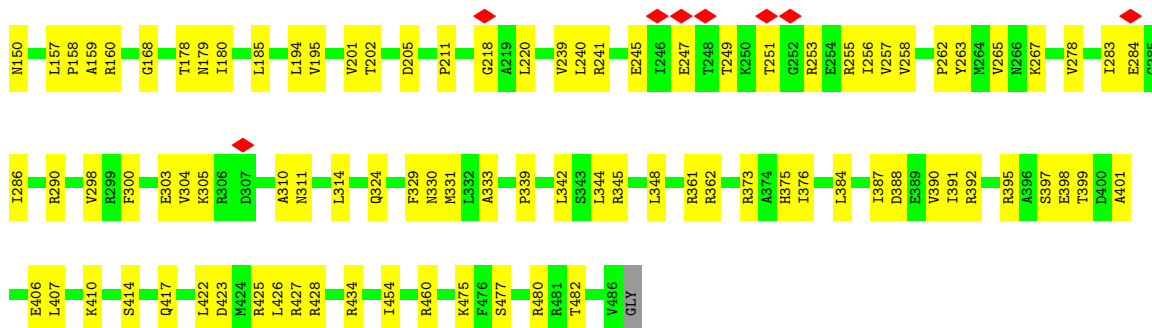 N150 L157 P158 A159 R160 G168 T178 N179 I180 L185 L194 V195 V201 T202 D205 P211 G218 A219 L220 V239 L240 R241 E245 I246 E247 T248 T249 K250 T251 G252 R253 E254 R255 I256 V257 V258 P262 Y263 M264 V265 N266 K267 V278 I283 E284 G285
I286 R290 V298 R299 F300 E303 V304 K305 R306 D307 A310 N311 L314 Q324 F329 N330 M331 L332 A333 P339 L342 S343 L344 R345 L348 R361 R362 R373 A374 H375 I376 L384 I387 D388 E389 V390 I391 R392 R395 A396 S397 E398 T399 D400 A401
E406 L407 K410 S414 Q417 L422 D423 M424 R425 L426 R427 R428 R434 I454 R460 K475 F476 S477 R480 R481 T482 V486 GLY